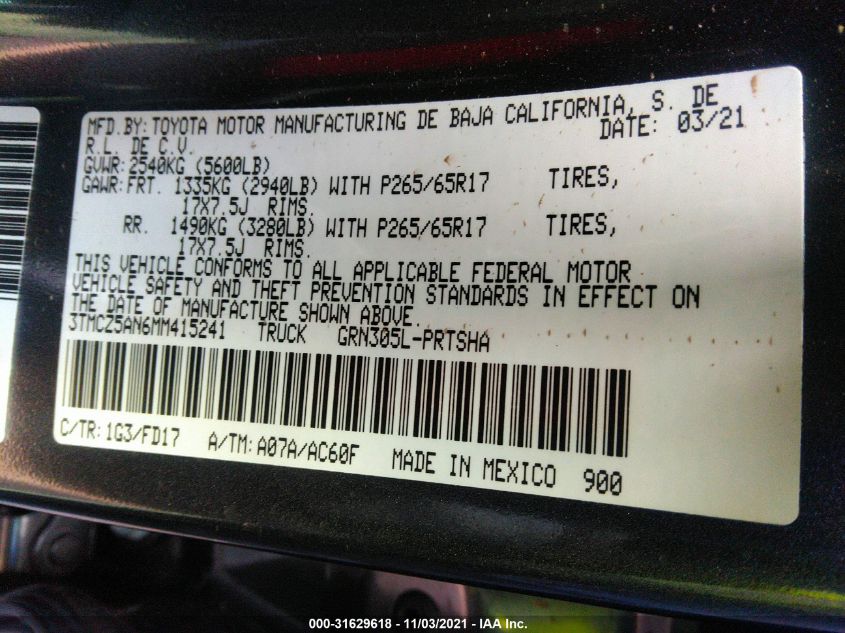 MFD. BY: TOYOTA MOTOR MANUFACTURING DE BAJA CALIFORNIA, S. DE
R.L. DE C.V. DATE: 03/21
GVWR: 2540KG (5600LB)
GAWR: FRT. 1335KG (2940LB) WITH P265/65R17 TIRES,
17X7.5J RIMS.
RR. 1490KG (3280LB) WITH P265/65R17 TIRES,
17X7.5J RIMS.
THIS VEHICLE CONFORMS TO ALL APPLICABLE FEDERAL MOTOR
VEHICLE SAFETY AND THEFT PREVENTION STANDARDS IN EFFECT ON
THE DATE OF MANUFACTURE SHOWN ABOVE.
3TMCZ5AN6MM415241 TRUCK GRN305L-PRTSHA
C/TR: 1G3/FD17 A/TM: A07A/AC60F MADE IN MEXICO 900
000-31629618 - 11/03/2021 - IAA Inc.